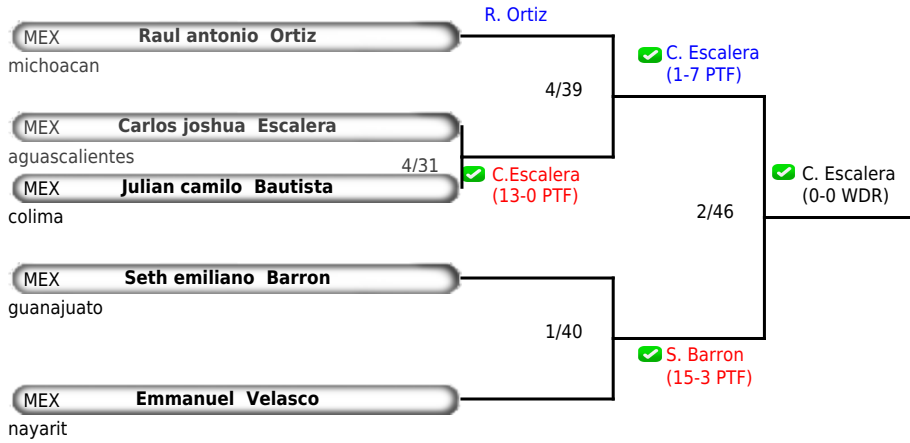 R. Ortiz
MEX Raul antonio Ortiz
michoacan
4/39
C. Escalera
(1-7 PTF)
MEX Carlos joshua Escalera
aguascalientes
4/31
C.Escalera
(13-0 PTF)
MEX Julian camilo Bautista
colima
2/46
C. Escalera
(0-0 WDR)
MEX Seth emiliano Barron
guanajuato
1/40
S. Barron
(15-3 PTF)
MEX Emmanuel Velasco
nayarit